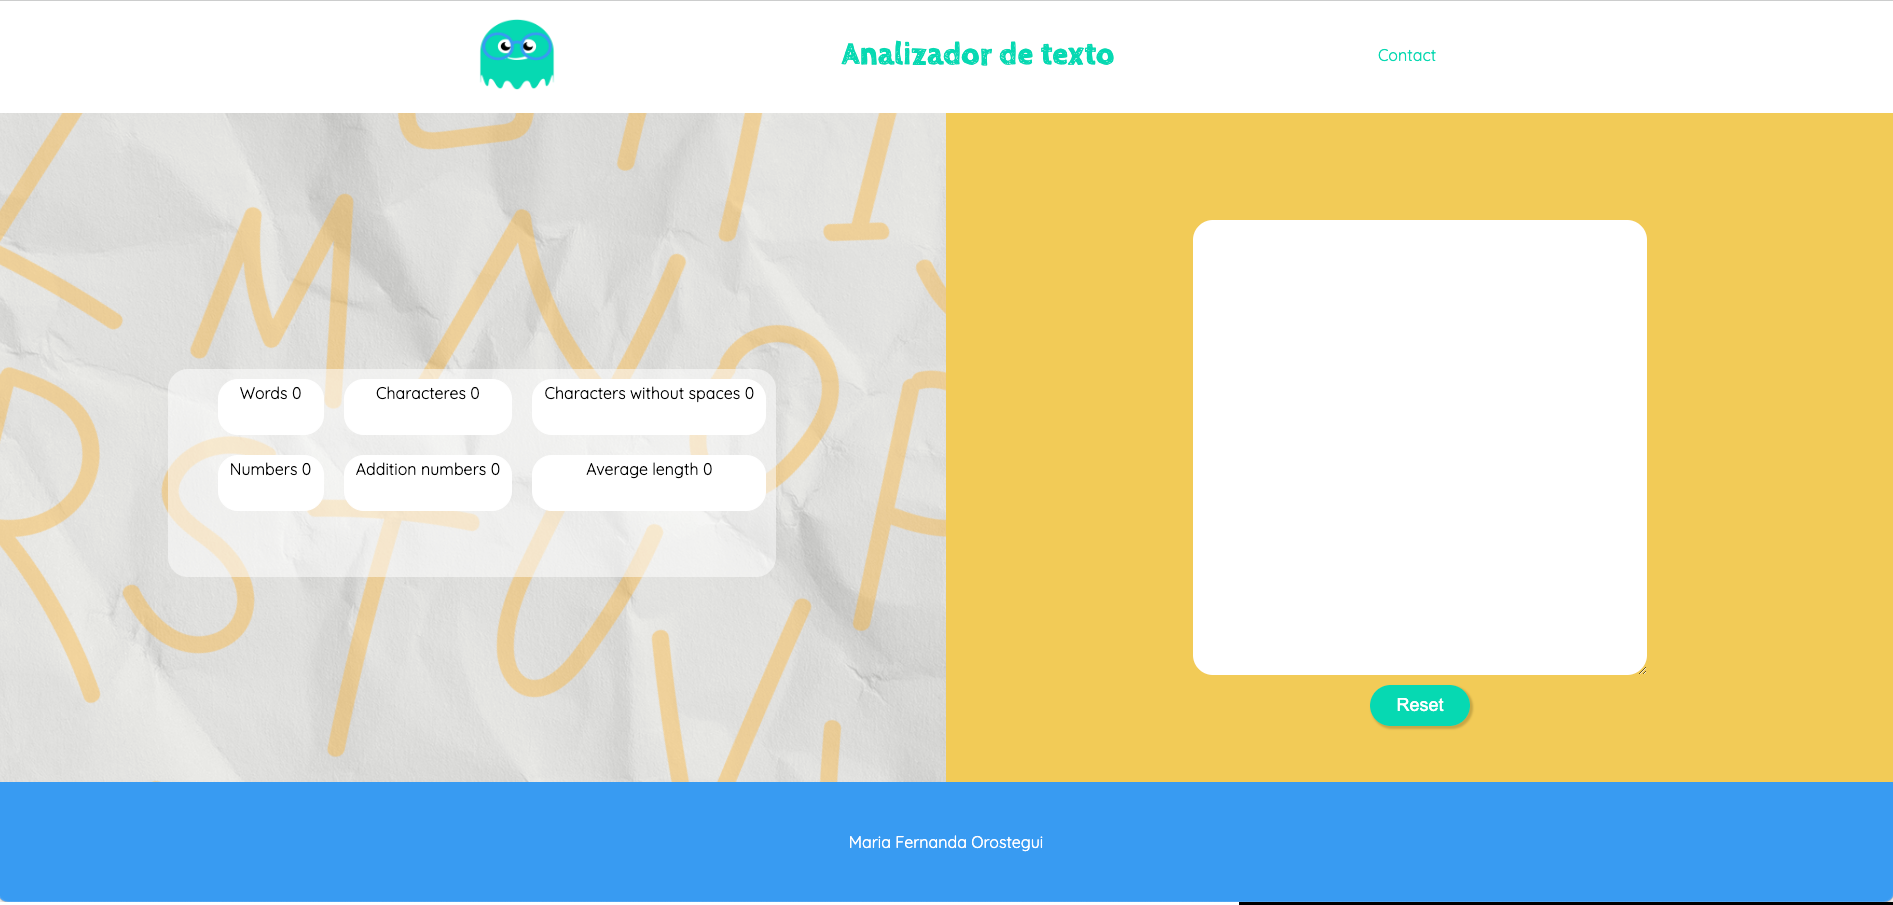 Analizador de texto
Contact
Words 0
Characteres 0
Characters without spaces 0
Numbers 0
Addition numbers 0
Average length 0
Reset
Maria Fernanda Orostegui